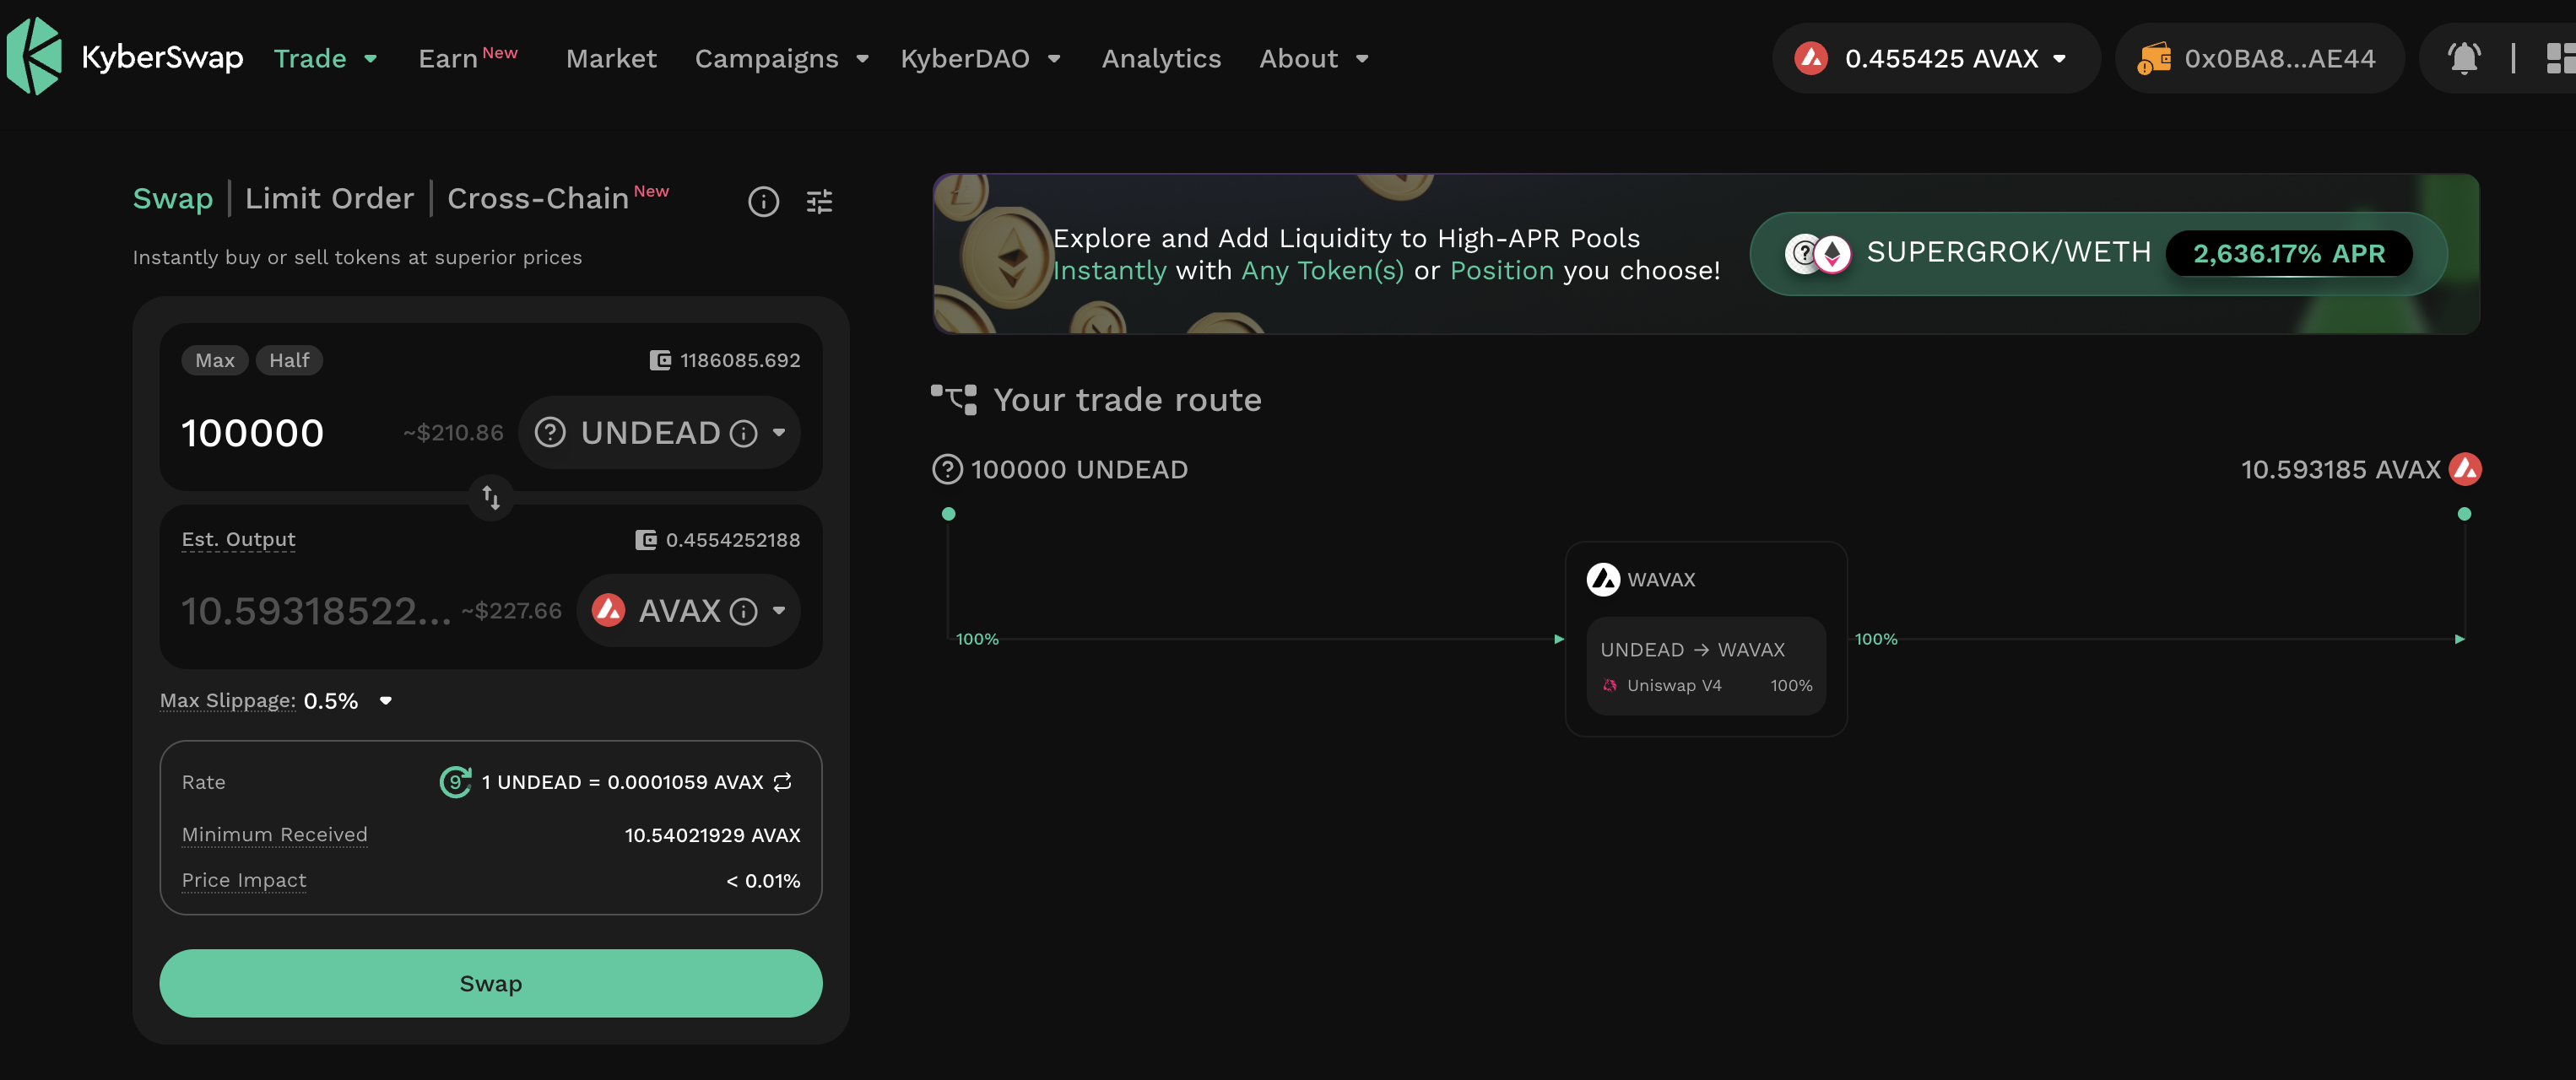 KyberSwap Trade Earn New Market Campaigns KyberDAO Analytics About 0.455425 AVAX 0x0BA8...AE44
Swap | Limit Order | Cross-Chain New
Instantly buy or sell tokens at superior prices
Max Half 1186085.692
100000 ~$210.86 UNDEAD
Est. Output 0.4554252188
10.59318522... ~$227.66 AVAX
Max Slippage: 0.5%
Rate 9 1 UNDEAD = 0.0001059 AVAX
Minimum Received 10.54021929 AVAX
Price Impact < 0.01%
Swap
Explore and Add Liquidity to High-APR Pools
Instantly with Any Token(s) or Position you choose!
SUPERGROK/WETH 2,636.17% APR
Your trade route
100000 UNDEAD 10.593185 AVAX
WAVAX
100% 100%
UNDEAD → WAVAX
Uniswap V4 100%